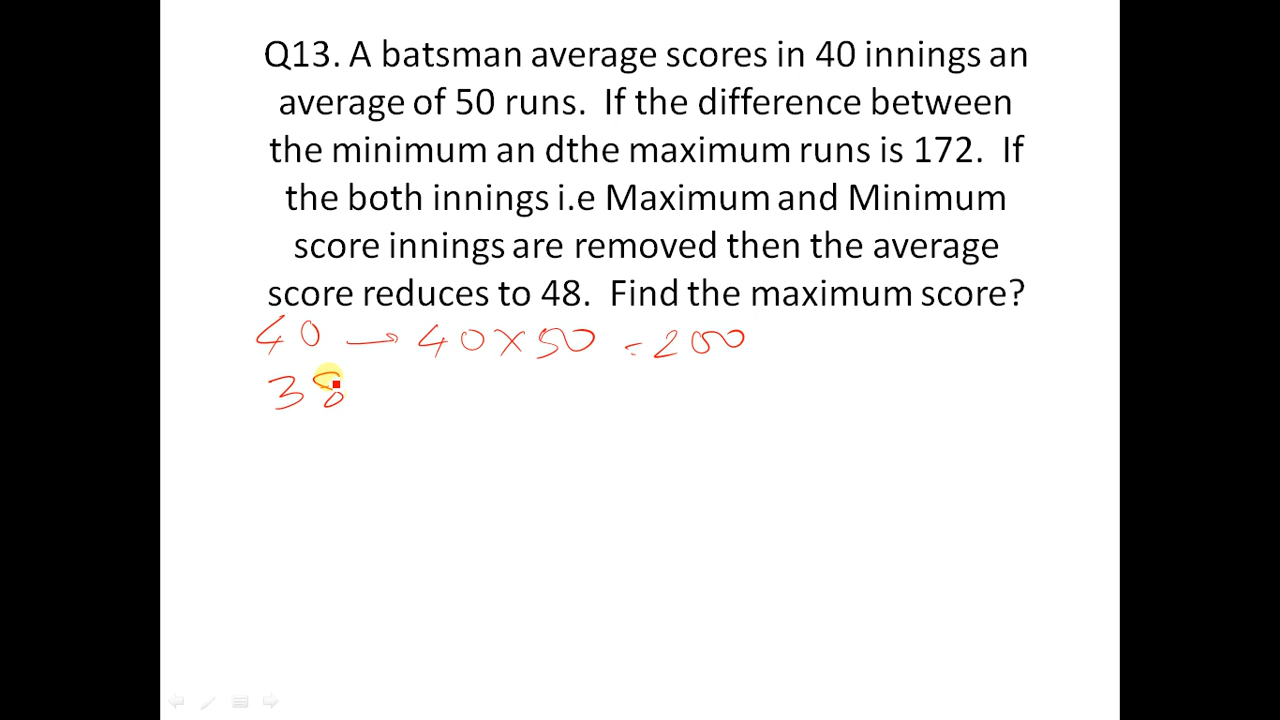 Q13. A batsman average scores in 40 innings an
average of 50 runs.  If the difference between
the minimum an dthe maximum runs is 172.  If
the both innings i.e Maximum and Minimum
score innings are removed then the average
score reduces to 48.  Find the maximum score?
40 → 40×50 = 2000
38